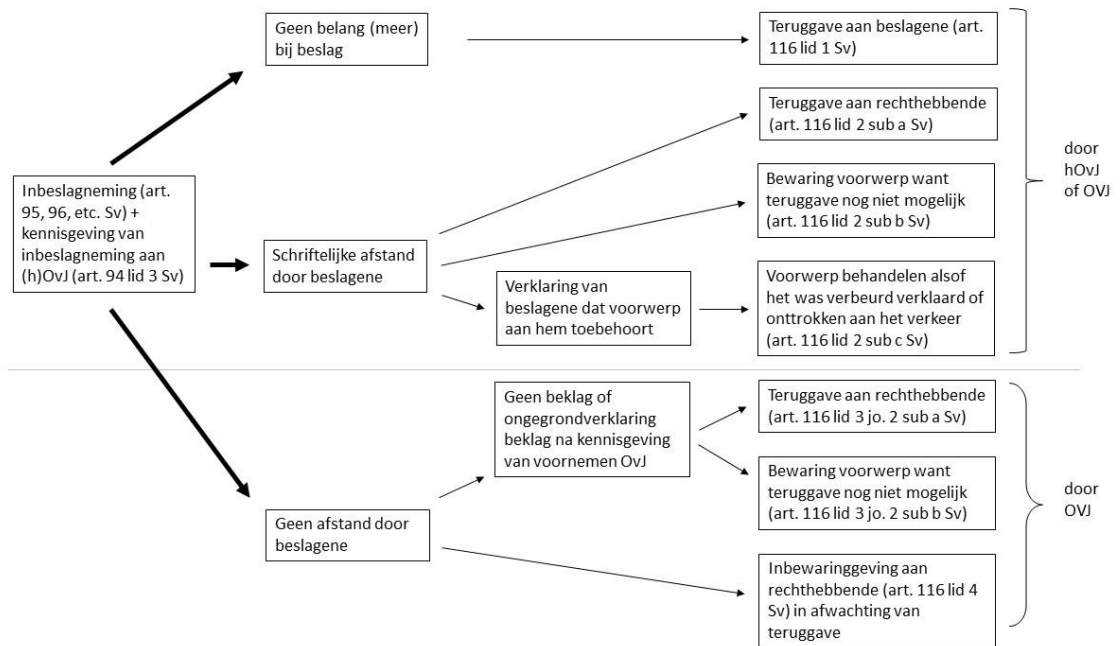 Geen belang (meer)
bij beslag
Teruggave aan beslagene (art.
116 lid 1 Sv)
Teruggave aan rechthebbende
(art. 116 lid 2 sub a Sv)
door
hOvJ
of OVJ
Inbeslagneming (art.
95, 96, etc. Sv) +
kennisgeving van
inbeslagneming aan
(h)OvJ (art. 94 lid 3 Sv)
Bewaring voorwerp want
teruggave nog niet mogelijk
(art. 116 lid 2 sub b Sv)
Schriftelijke afstand
door beslagene
Verklaring van
beslagene dat voorwerp
aan hem toebehoort
Voorwerp behandelen alsof
het was verbeurd verklaard of
onttrokken aan het verkeer
(art. 116 lid 2 sub c Sv)
Geen beklag of
ongegrondverklaring
beklag na kennisgeving
van voornemen OvJ
Teruggave aan rechthebbende
(art. 116 lid 3 jo. 2 sub a Sv)
Bewaring voorwerp want
teruggave nog niet mogelijk
(art. 116 lid 3 jo. 2 sub b Sv)
door
OVJ
Geen afstand door
beslagene
Inbewaringgeving aan
rechthebbende (art. 116 lid 4
Sv) in afwachting van
teruggave